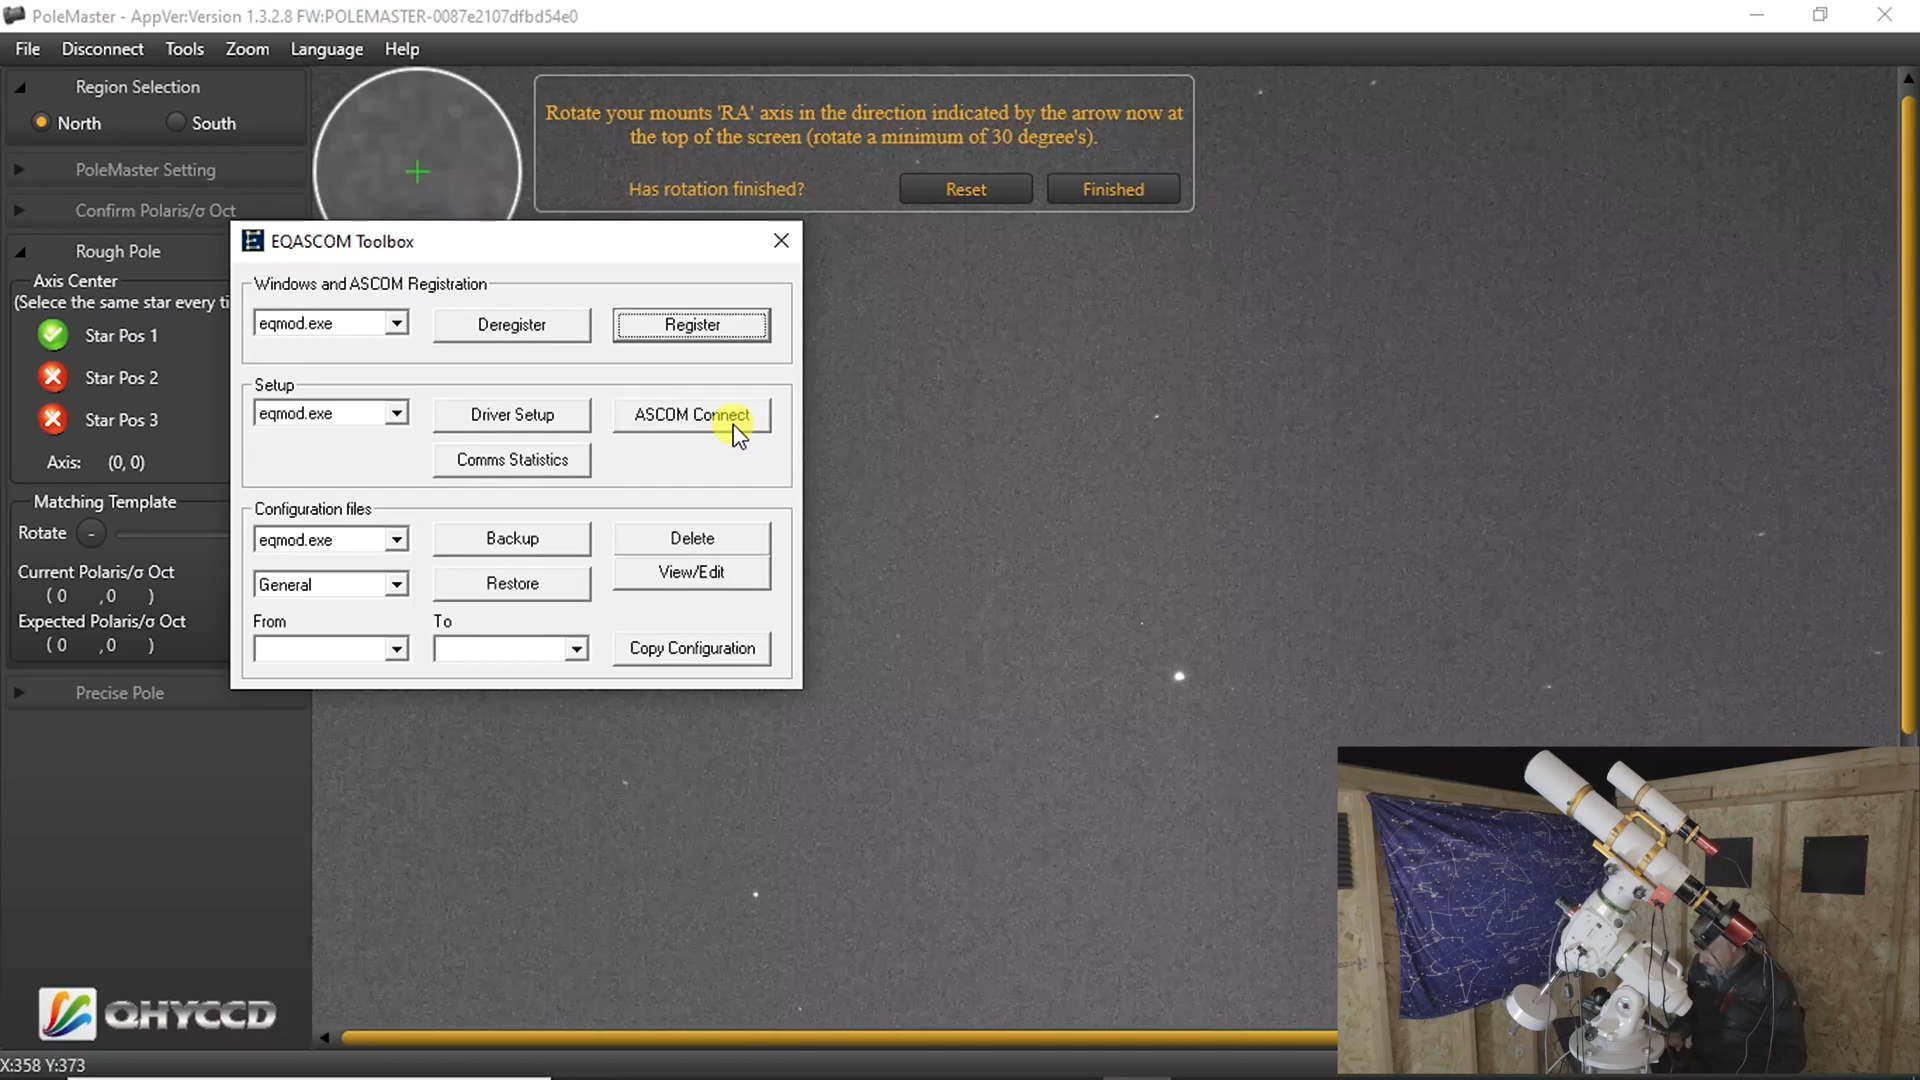 PoleMaster - AppVer:Version 1.3.2.8 FW:POLEMASTER-0087e2107dfbd54e0
File Disconnect Tools Zoom Language Help
Region Selection
North South
PoleMaster Setting
Confirm Polaris/σ Oct
Rough Pole
Axis Center
(Selece the same star every ti
Star Pos 1
Star Pos 2
Star Pos 3
Axis: (0, 0)
Matching Template
Rotate -
Current Polaris/σ Oct
( 0 ,0 )
Expected Polaris/σ Oct
( 0 ,0 )
Precise Pole
QHYCCD
X:358 Y:373
Rotate your mounts 'RA' axis in the direction indicated by the arrow now at
the top of the screen (rotate a minimum of 30 degree's).
Has rotation finished? Reset Finished
EQASCOM Toolbox
Windows and ASCOM Registration
eqmod.exe Deregister Register
Setup
eqmod.exe Driver Setup ASCOM Connect
Comms Statistics
Configuration files
eqmod.exe Backup Delete
View/Edit
General Restore
From To
Copy Configuration